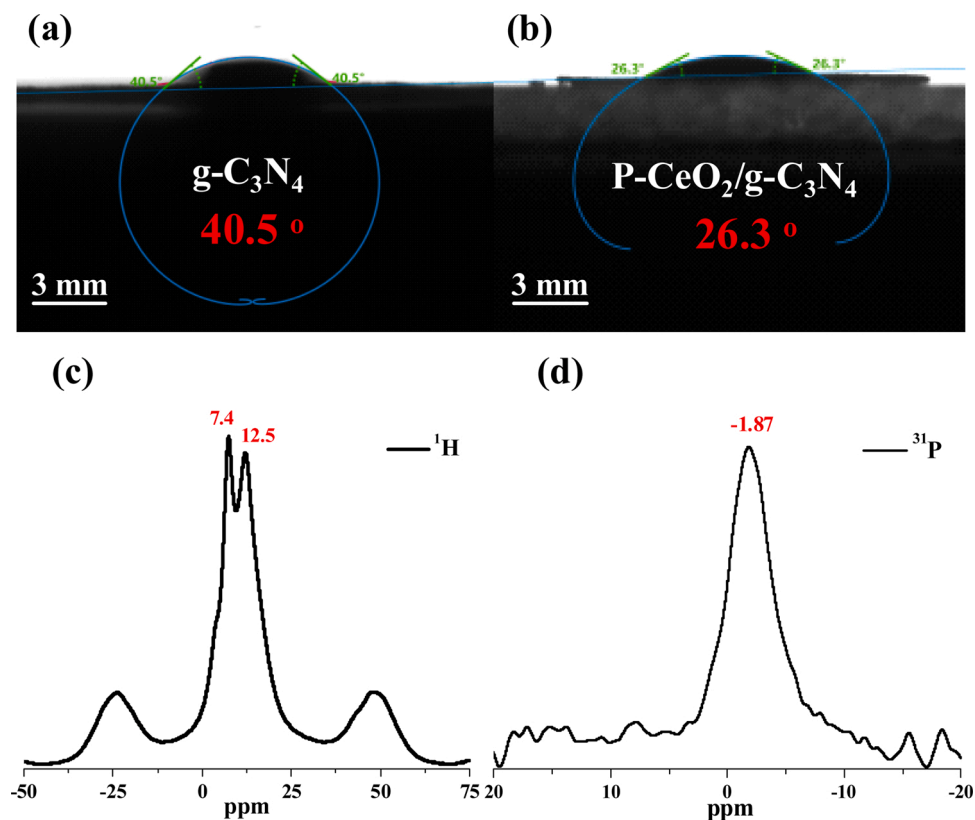 (a)
(b)
40.5°
40.5°
26.3°
26.3°
g-C₃N₄
40.5 °
P-CeO₂/g-C₃N₄
26.3 °
3 mm
3 mm
(c)
(d)
7.4
12.5
¹H
-1.87
³¹P
-50 -25 0 25 50 75
ppm
20 10 0 -10 -20
ppm